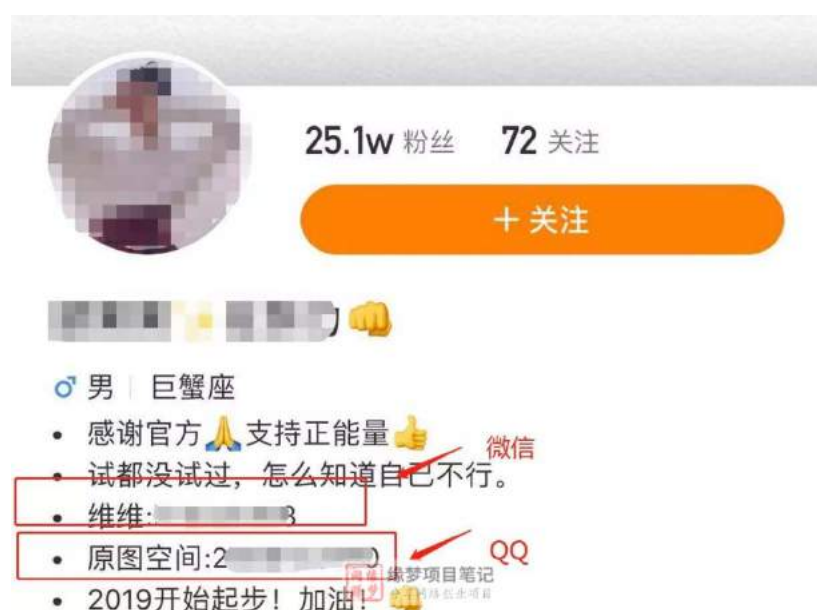 25.1w 粉丝 72 关注
+ 关注
👊
♂ 男 巨蟹座
• 感谢官方🙏支持正能量👍
微信
• 试都没试过，怎么知道自己不行。
• 维维: 8
• 原图空间:2 0
QQ
缘梦项目笔记
• 2019开始起步！加油！👊